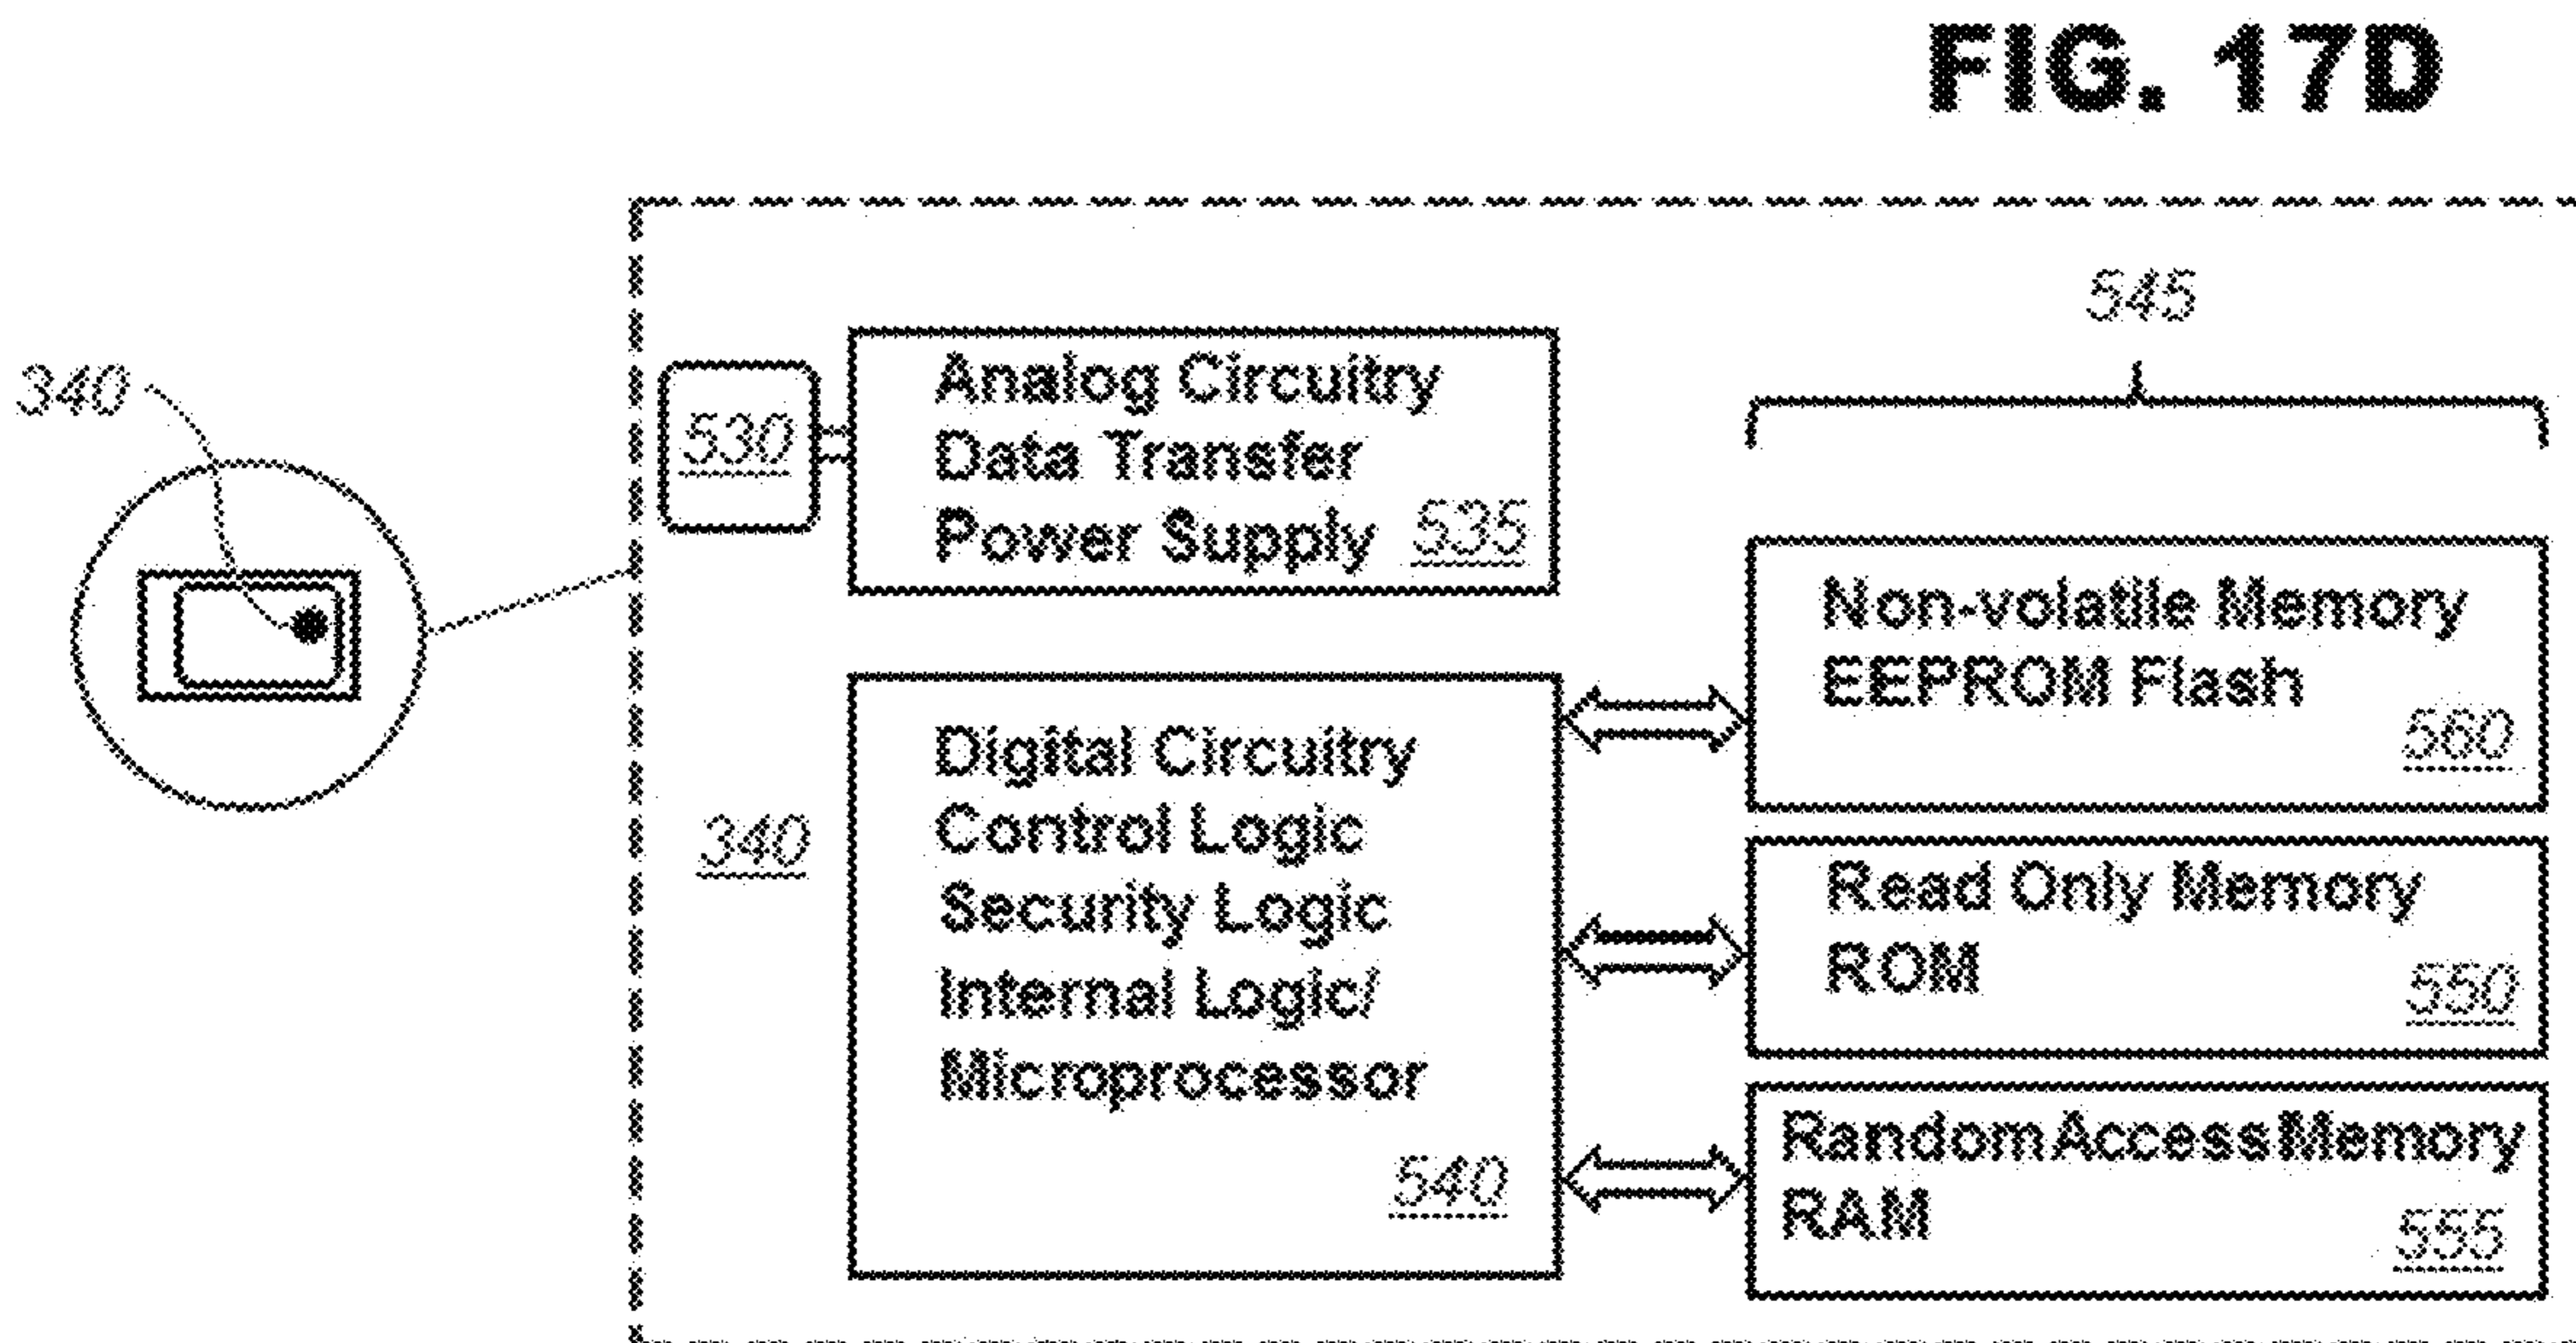 FIG. 17D
545
340
530
Analog Circuitry
Data Transfer
Power Supply 535
Non-volatile Memory
EEPROM Flash
560
340
Digital Circuitry
Control Logic
Security Logic
Internal Logic/
Microprocessor
540
Read Only Memory
ROM
550
Random Access Memory
RAM
555